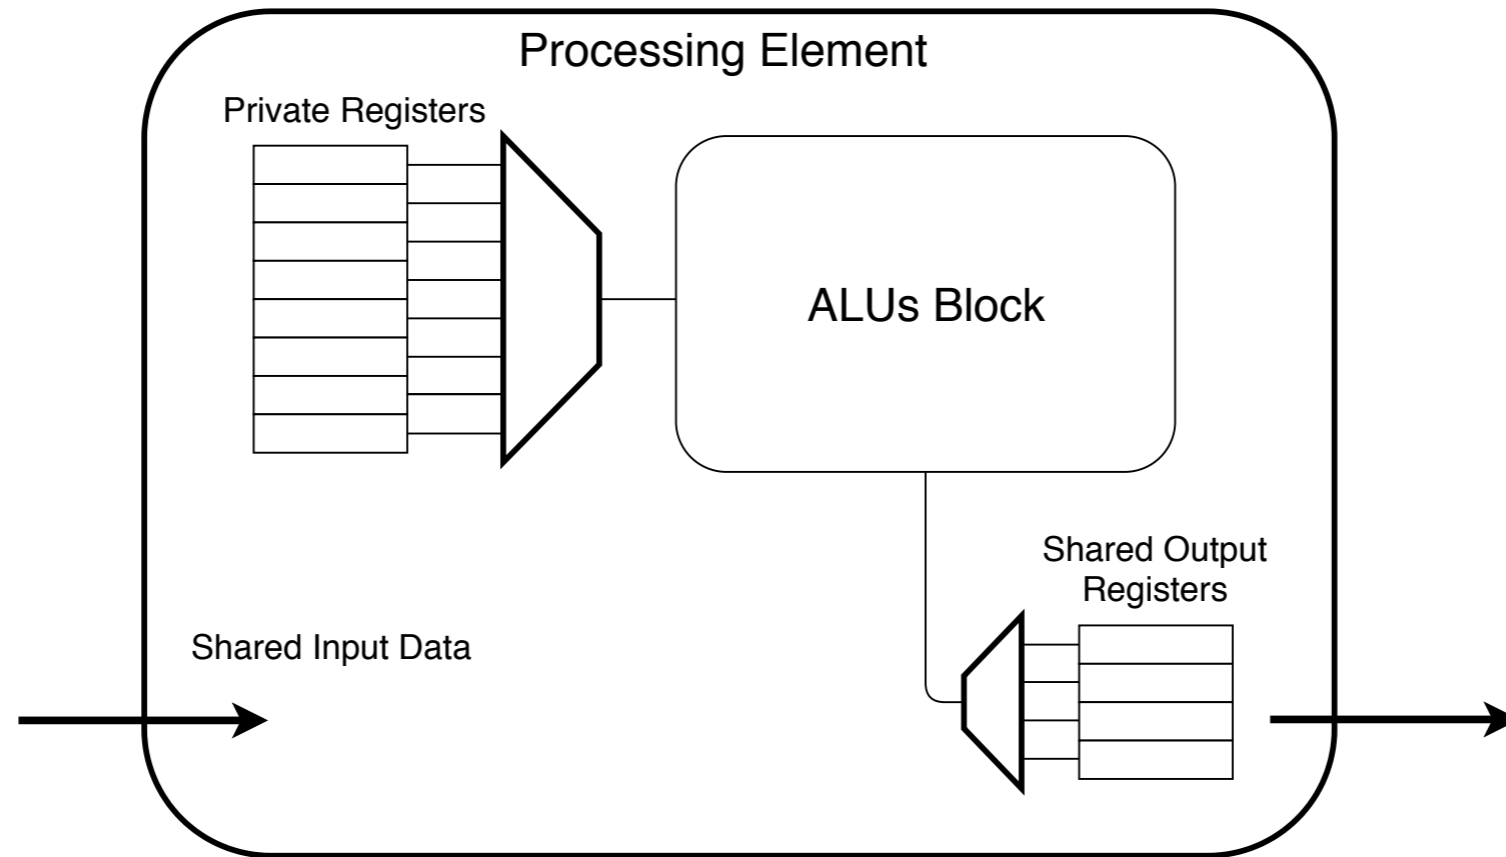 Processing Element
Private Registers
ALUs Block
Shared Output
Registers
Shared Input Data